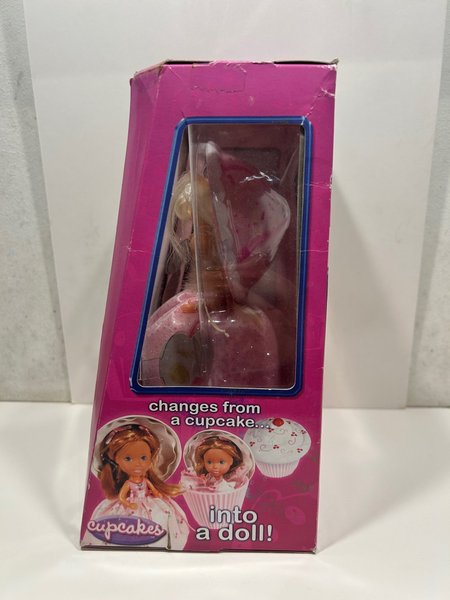 changes from
a cupcake...
into
a doll!
cupcakes